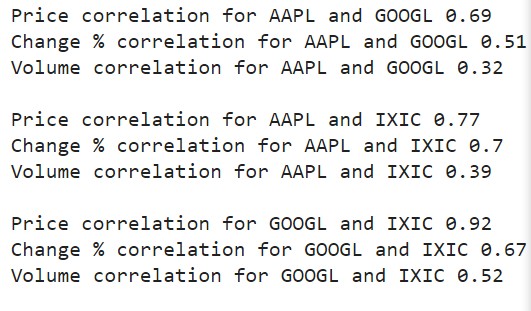 Price correlation for AAPL and GOOGL 0.69
Change % correlation for AAPL and GOOGL 0.51
Volume correlation for AAPL and GOOGL 0.32
Price correlation for AAPL and IXIC 0.77
Change % correlation for AAPL and IXIC 0.7
Volume correlation for AAPL and IXIC 0.39
Price correlation for GOOGL and IXIC 0.92
Change % correlation for GOOGL and IXIC 0.67
Volume correlation for GOOGL and IXIC 0.52